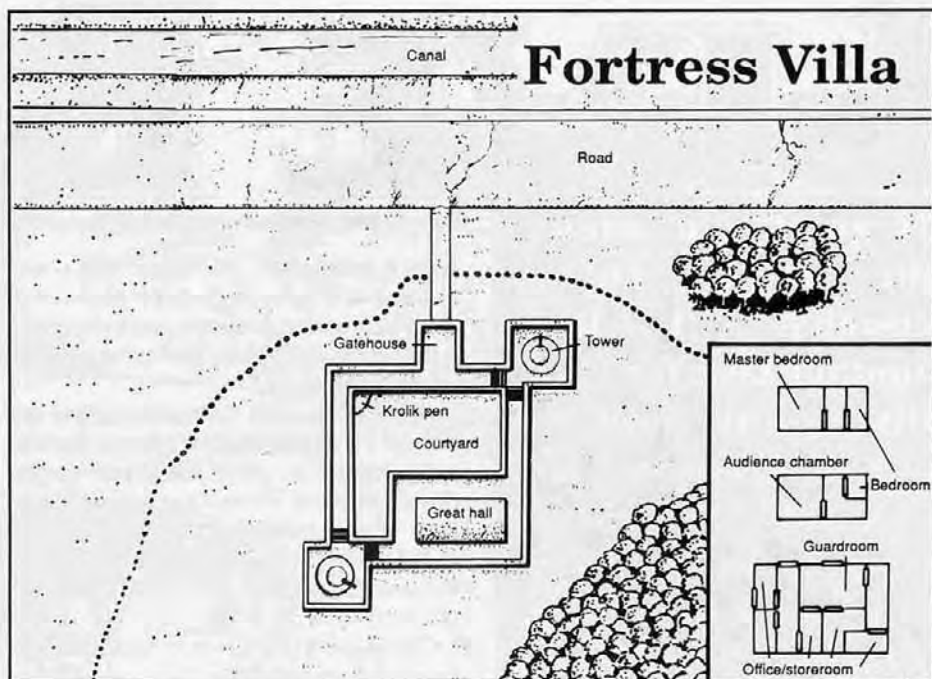 Canal
Fortress Villa
Road
Gatehouse
Tower
Krolik pen
Courtyard
Great hall
Master bedroom
Audience chamber
Bedroom
Guardroom
Office/storeroom